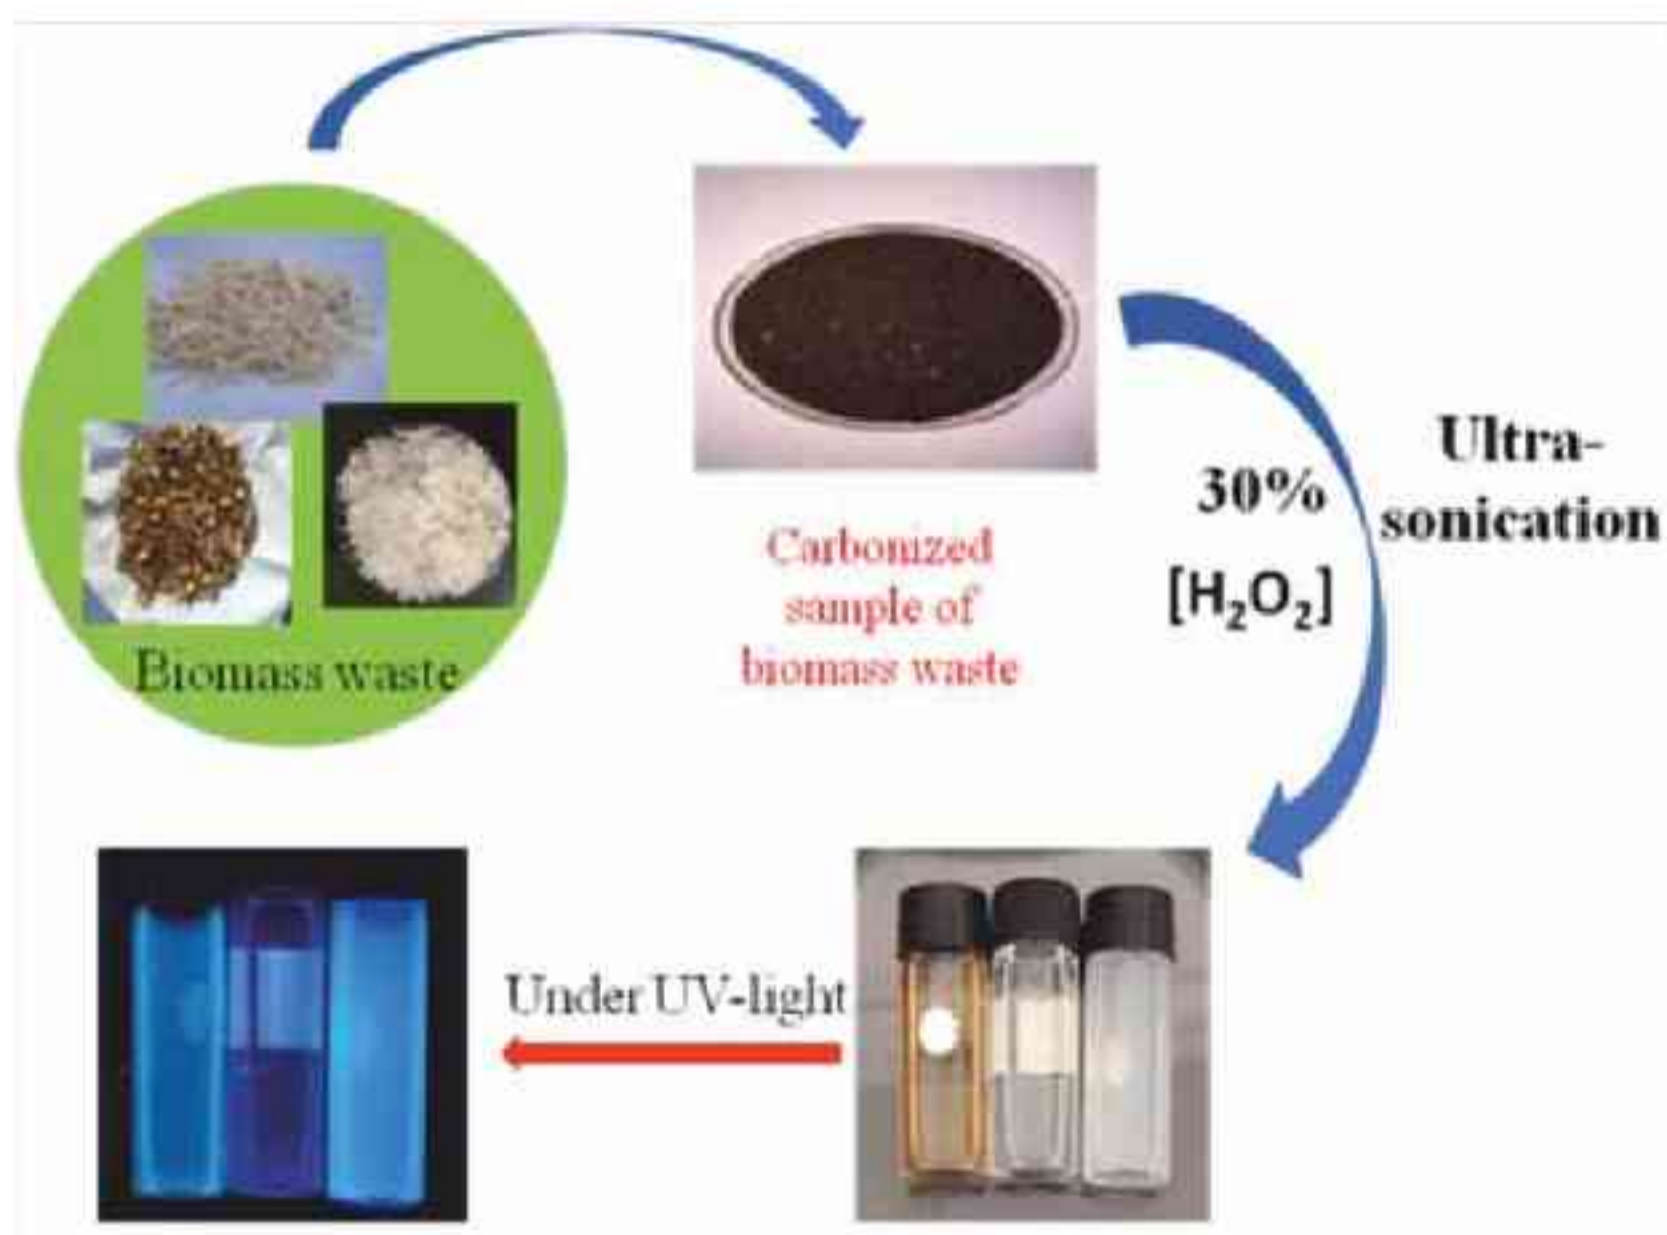 Biomass waste
Carbonized
sample of
biomass waste
30%
[H₂O₂]
Ultra-
sonication
Under UV-light